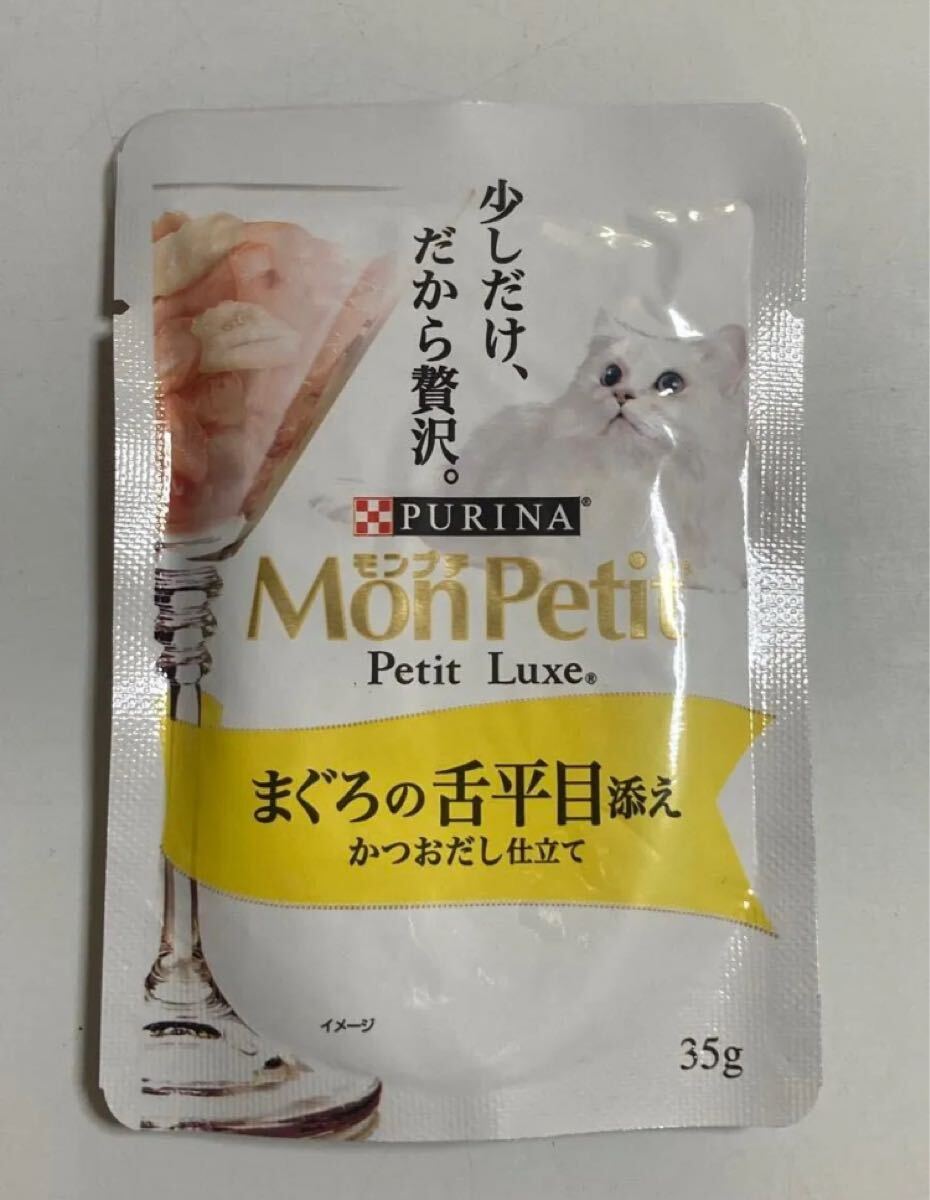 少しだけ、
だから贅沢。
PURINA®
モンプチ
MonPetit®
Petit Luxe®
まぐろの舌平目添え
かつおだし仕立て
イメージ
35g